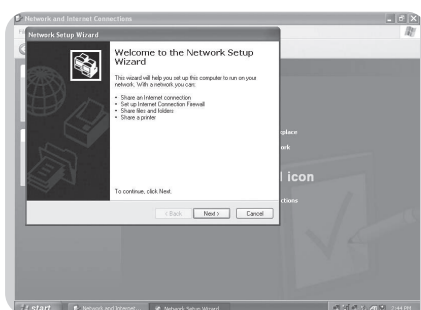 Network and Internet Connections
Network Setup Wizard
Welcome to the Network Setup
Wizard
This wizard will help you set up this computer to run on your
network. With a network you can:
• Share an Internet connection
• Set up Internet Connection Firewall
• Share files and folders
• Share a printer
To continue, click Next.
< Back
Next >
Cancel
place
ork
l icon
ctions
start
Network and Internet...
Network Setup Wizard